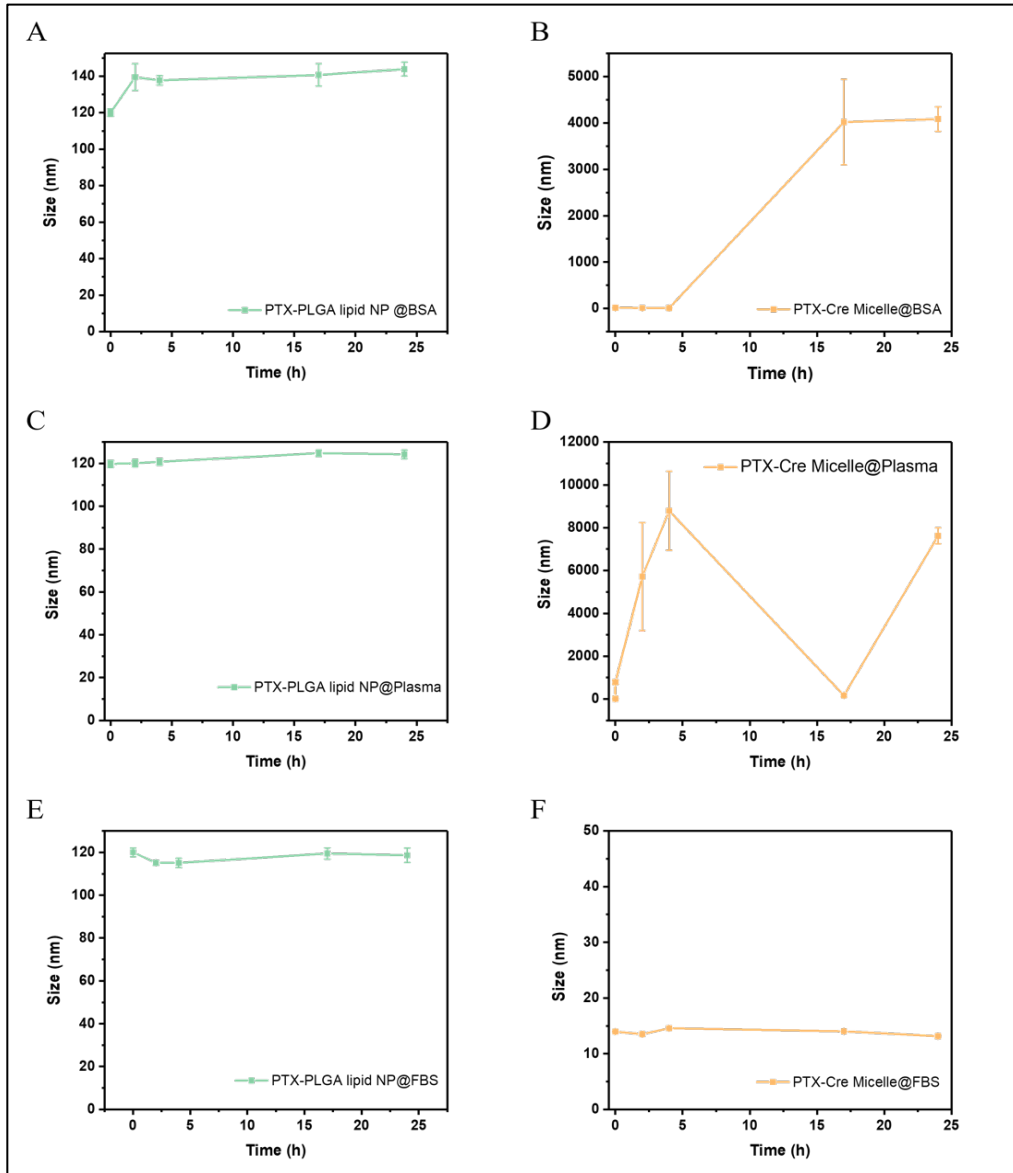 A
140
120
100
80
60
40
20
0
Size (nm)
PTX-PLGA lipid NP @BSA
0 5 10 15 20 25
Time (h)
B
5000
4000
3000
2000
1000
0
Size (nm)
PTX-Cre Micelle@BSA
0 5 10 15 20 25
Time (h)
C
120
100
80
60
40
20
0
Size (nm)
PTX-PLGA lipid NP@Plasma
0 5 10 15 20 25
Time (h)
D
12000
10000
8000
6000
4000
2000
0
Size (nm)
PTX-Cre Micelle@Plasma
0 5 10 15 20 25
Time (h)
E
120
100
80
60
40
20
0
Size (nm)
PTX-PLGA lipid NP@FBS
0 5 10 15 20 25
Time (h)
F
50
40
30
20
10
0
Size (nm)
PTX-Cre Micelle@FBS
0 5 10 15 20 25
Time (h)